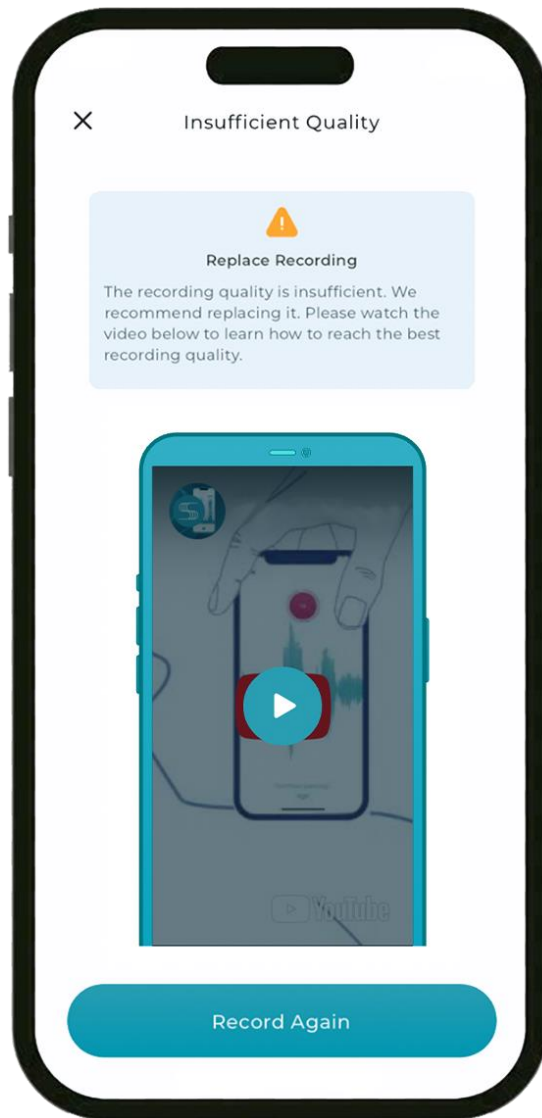 Insufficient Quality
Replace Recording
The recording quality is insufficient. We
recommend replacing it. Please watch the
video below to learn how to reach the best
recording quality.
YouTube
Record Again